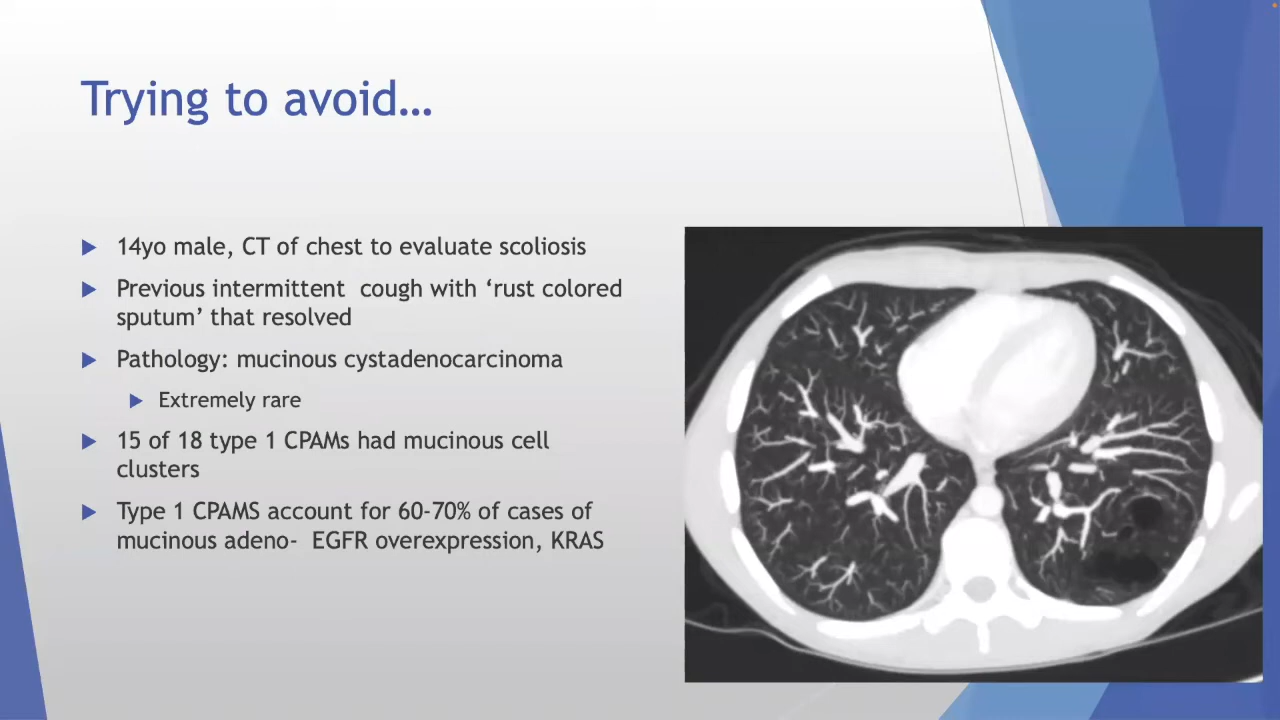 Trying to avoid…
14yo male, CT of chest to evaluate scoliosis
Previous intermittent  cough with ‘rust colored
sputum’ that resolved
Pathology: mucinous cystadenocarcinoma
Extremely rare
15 of 18 type 1 CPAMs had mucinous cell
clusters
Type 1 CPAMS account for 60-70% of cases of
mucinous adeno-  EGFR overexpression, KRAS